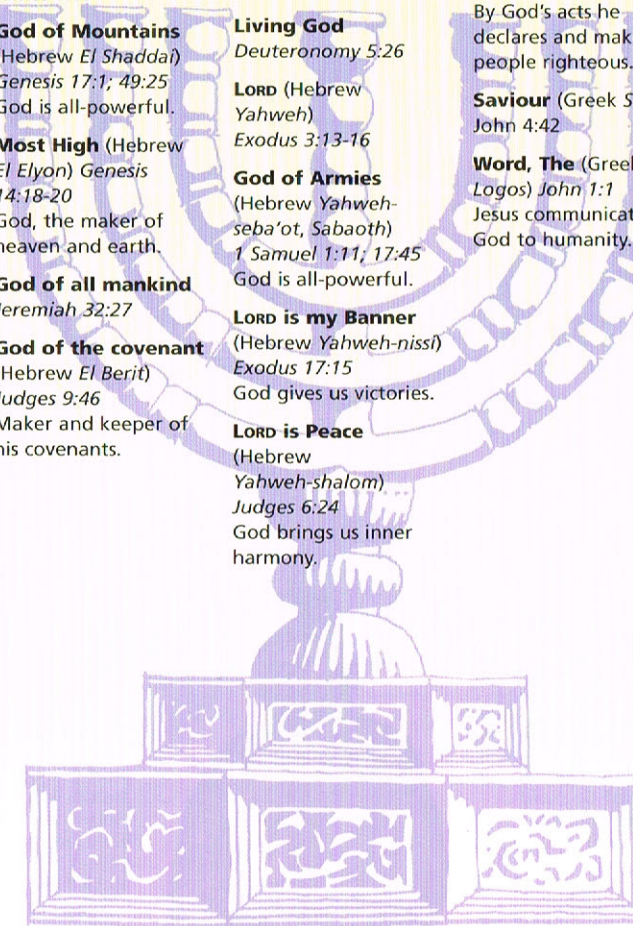 God of Mountains
(Hebrew El Shaddai)
Genesis 17:1; 49:25
God is all-powerful.
Most High (Hebrew
El Elyon) Genesis
14:18-20
God, the maker of
heaven and earth.
God of all mankind
Jeremiah 32:27
God of the covenant
(Hebrew El Berit)
Judges 9:46
Maker and keeper of
his covenants.
Living God
Deuteronomy 5:26
LORD (Hebrew
Yahweh)
Exodus 3:13-16
God of Armies
(Hebrew Yahweh-
seba'ot, Sabaoth)
1 Samuel 1:11; 17:45
God is all-powerful.
LORD is my Banner
(Hebrew Yahweh-nissi)
Exodus 17:15
God gives us victories.
LORD is Peace
(Hebrew
Yahweh-shalom)
Judges 6:24
God brings us inner
harmony.
By God's acts he
declares and mak
people righteous.
Saviour (Greek S
John 4:42
Word, The (Greek
Logos) John 1:1
Jesus communicat
God to humanity.